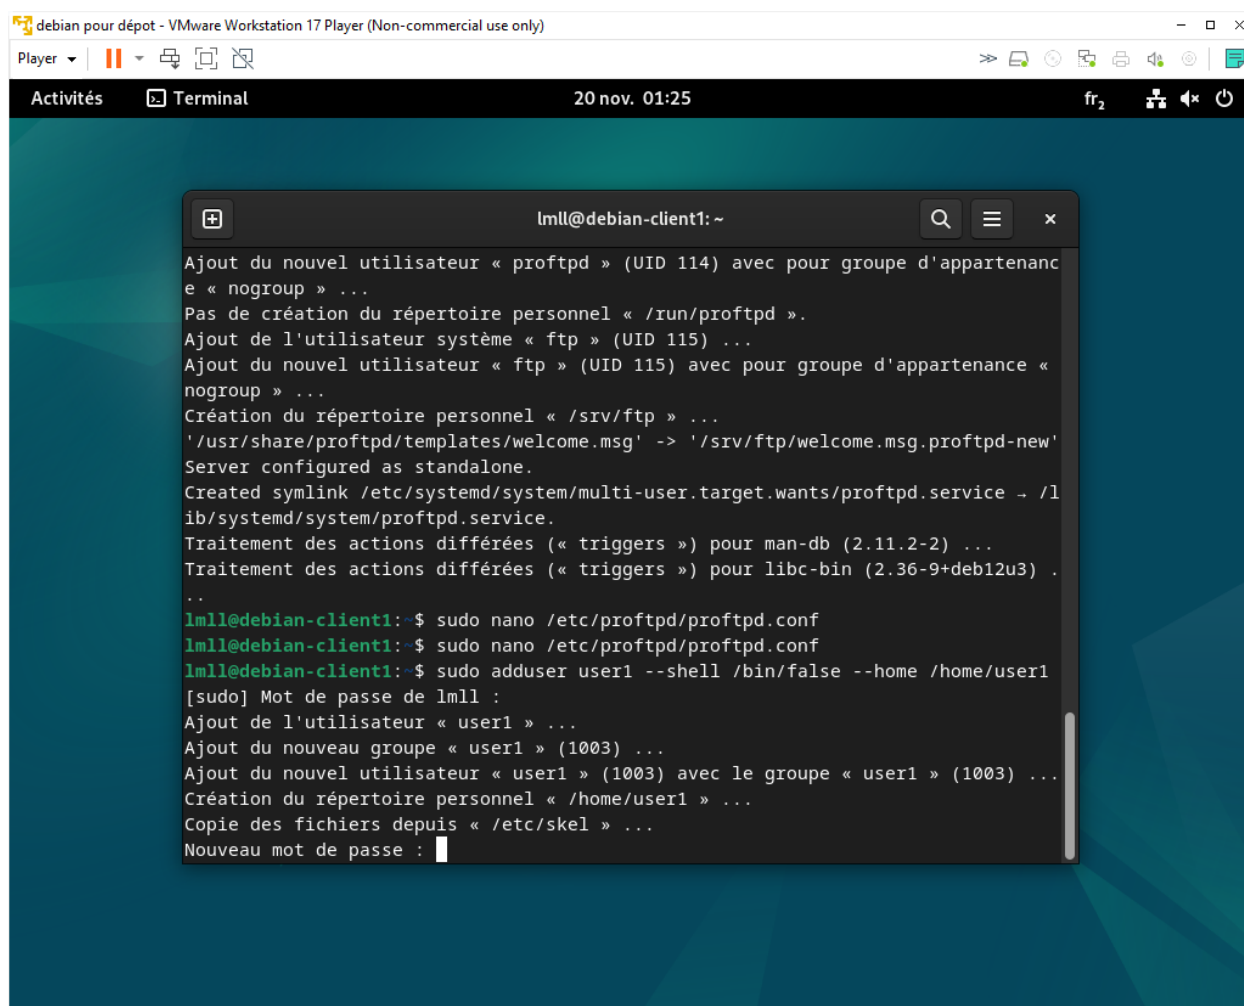 debian pour dépot - VMware Workstation 17 Player (Non-commercial use only)
Player
Activités Terminal 20 nov. 01:25 fr₂
lmll@debian-client1: ~
Ajout du nouvel utilisateur « proftpd » (UID 114) avec pour groupe d'appartenanc
e « nogroup » ...
Pas de création du répertoire personnel « /run/proftpd ».
Ajout de l'utilisateur système « ftp » (UID 115) ...
Ajout du nouvel utilisateur « ftp » (UID 115) avec pour groupe d'appartenance «
nogroup » ...
Création du répertoire personnel « /srv/ftp » ...
'/usr/share/proftpd/templates/welcome.msg' -> '/srv/ftp/welcome.msg.proftpd-new'
Server configured as standalone.
Created symlink /etc/systemd/system/multi-user.target.wants/proftpd.service → /l
ib/systemd/system/proftpd.service.
Traitement des actions différées (« triggers ») pour man-db (2.11.2-2) ...
Traitement des actions différées (« triggers ») pour libc-bin (2.36-9+deb12u3) .
..
lmll@debian-client1:~$ sudo nano /etc/proftpd/proftpd.conf
lmll@debian-client1:~$ sudo nano /etc/proftpd/proftpd.conf
lmll@debian-client1:~$ sudo adduser user1 --shell /bin/false --home /home/user1
[sudo] Mot de passe de lmll :
Ajout de l'utilisateur « user1 » ...
Ajout du nouveau groupe « user1 » (1003) ...
Ajout du nouvel utilisateur « user1 » (1003) avec le groupe « user1 » (1003) ...
Création du répertoire personnel « /home/user1 » ...
Copie des fichiers depuis « /etc/skel » ...
Nouveau mot de passe :